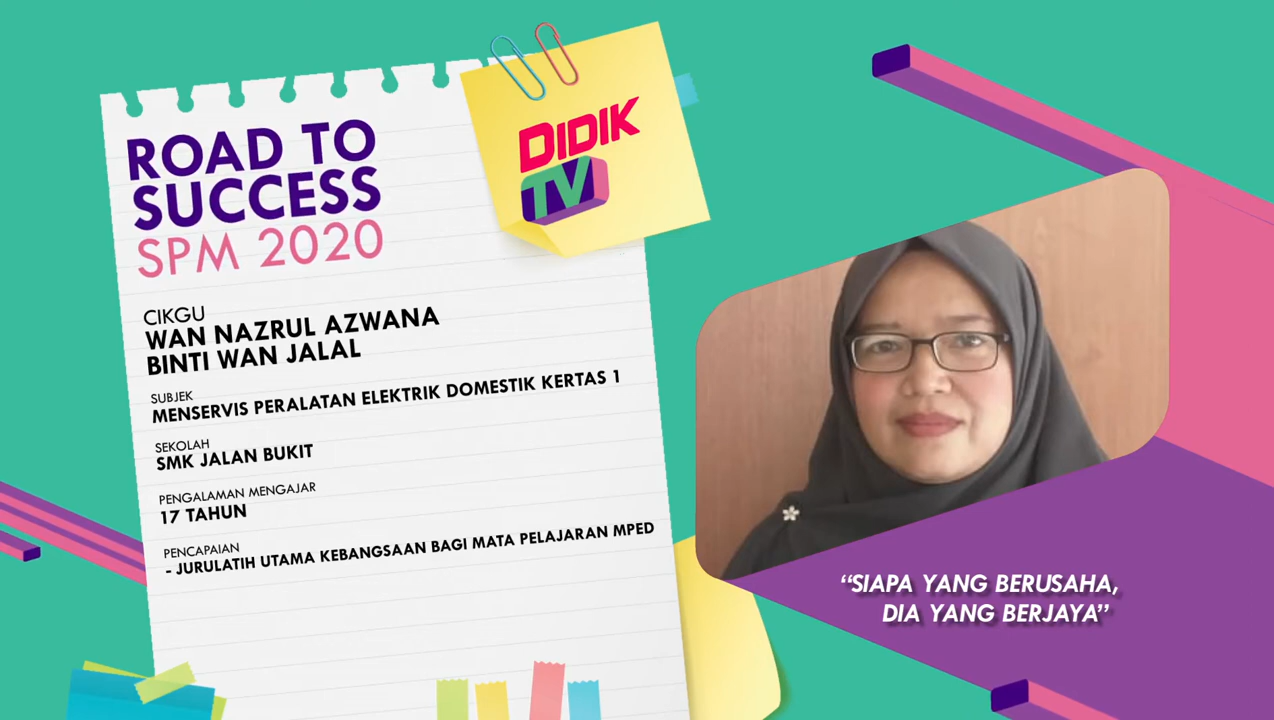 ROAD TO
SUCCESS
SPM 2020
DIDIK
TV
CIKGU
WAN NAZRUL AZWANA
BINTI WAN JALAL
SUBJEK
MENSERVIS PERALATAN ELEKTRIK DOMESTIK KERTAS 1
SEKOLAH
SMK JALAN BUKIT
PENGALAMAN MENGAJAR
17 TAHUN
PENCAPAIAN
- JURULATIH UTAMA KEBANGSAAN BAGI MATA PELAJARAN MPED
“SIAPA YANG BERUSAHA,
DIA YANG BERJAYA”